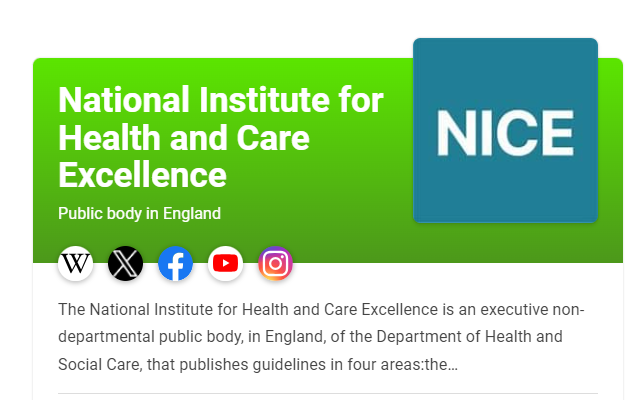 National Institute for
Health and Care
Excellence
Public body in England
NICE
W
The National Institute for Health and Care Excellence is an executive non-
departmental public body, in England, of the Department of Health and
Social Care, that publishes guidelines in four areas:the…